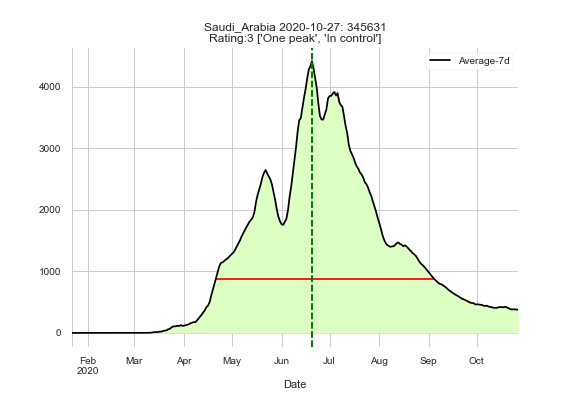 Saudi_Arabia 2020-10-27: 345631
Rating:3 ['One peak', 'In control']
Average-7d
4000
3000
2000
1000
0
Feb Mar Apr May Jun Jul Aug Sep Oct
2020
Date